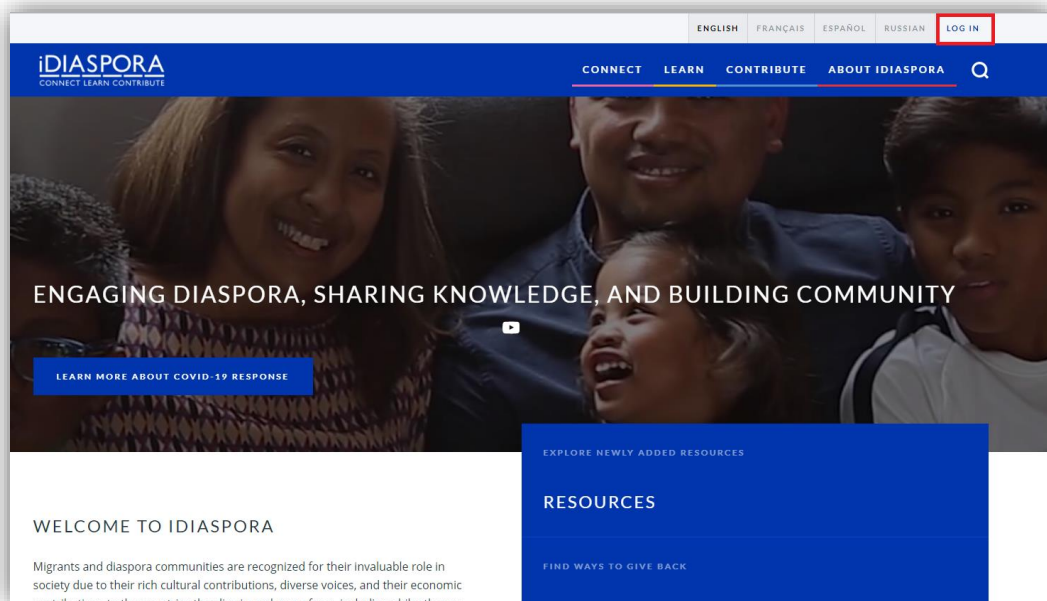 ENGLISH FRANÇAIS ESPAÑOL RUSSIAN LOG IN
iDIASPORA
CONNECT LEARN CONTRIBUTE
CONNECT LEARN CONTRIBUTE ABOUT IDIASPORA
ENGAGING DIASPORA, SHARING KNOWLEDGE, AND BUILDING COMMUNITY
LEARN MORE ABOUT COVID-19 RESPONSE
EXPLORE NEWLY ADDED RESOURCES
RESOURCES
FIND WAYS TO GIVE BACK
WELCOME TO IDIASPORA
Migrants and diaspora communities are recognized for their invaluable role in
society due to their rich cultural contributions, diverse voices, and their economic